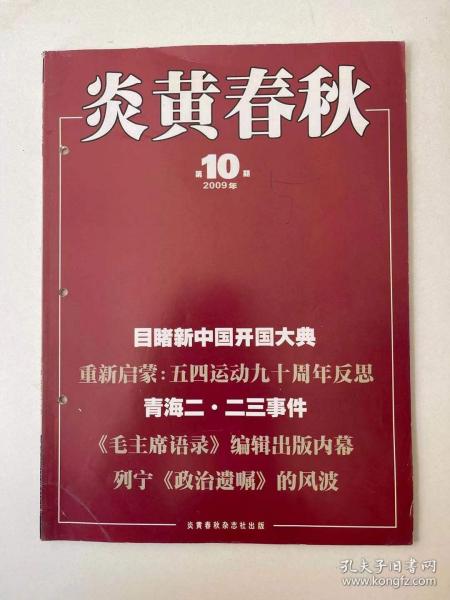 炎黄春秋
第10期
2009年
5
目睹新中国开国大典
重新启蒙:五四运动九十周年反思
青海二·二三事件
《毛主席语录》编辑出版内幕
列宁《政治遗嘱》的风波
炎黄春秋杂志社出版
孔夫子旧书网
www.kongfz.com